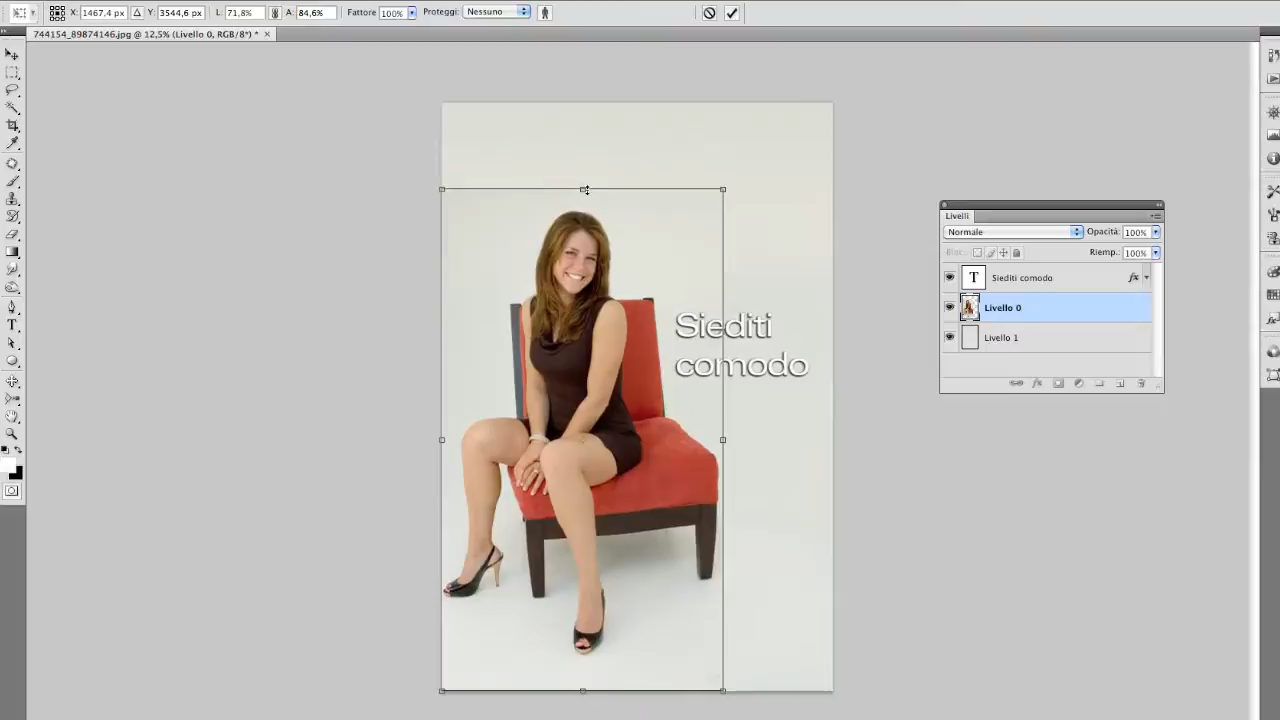 X: 1467,4 px Y: 3544,6 px L: 71,8% A: 84,6% Fattore 100% Proteggi: Nessuno
744154_89874146.jpg @ 12,5% (Livello 0, RGB/8*) * ×
Livelli
Normale Opacità: 100%
Riemp.: 100%
T Siediti comodo fx
Livello 0
Livello 1
Siediti
comodo